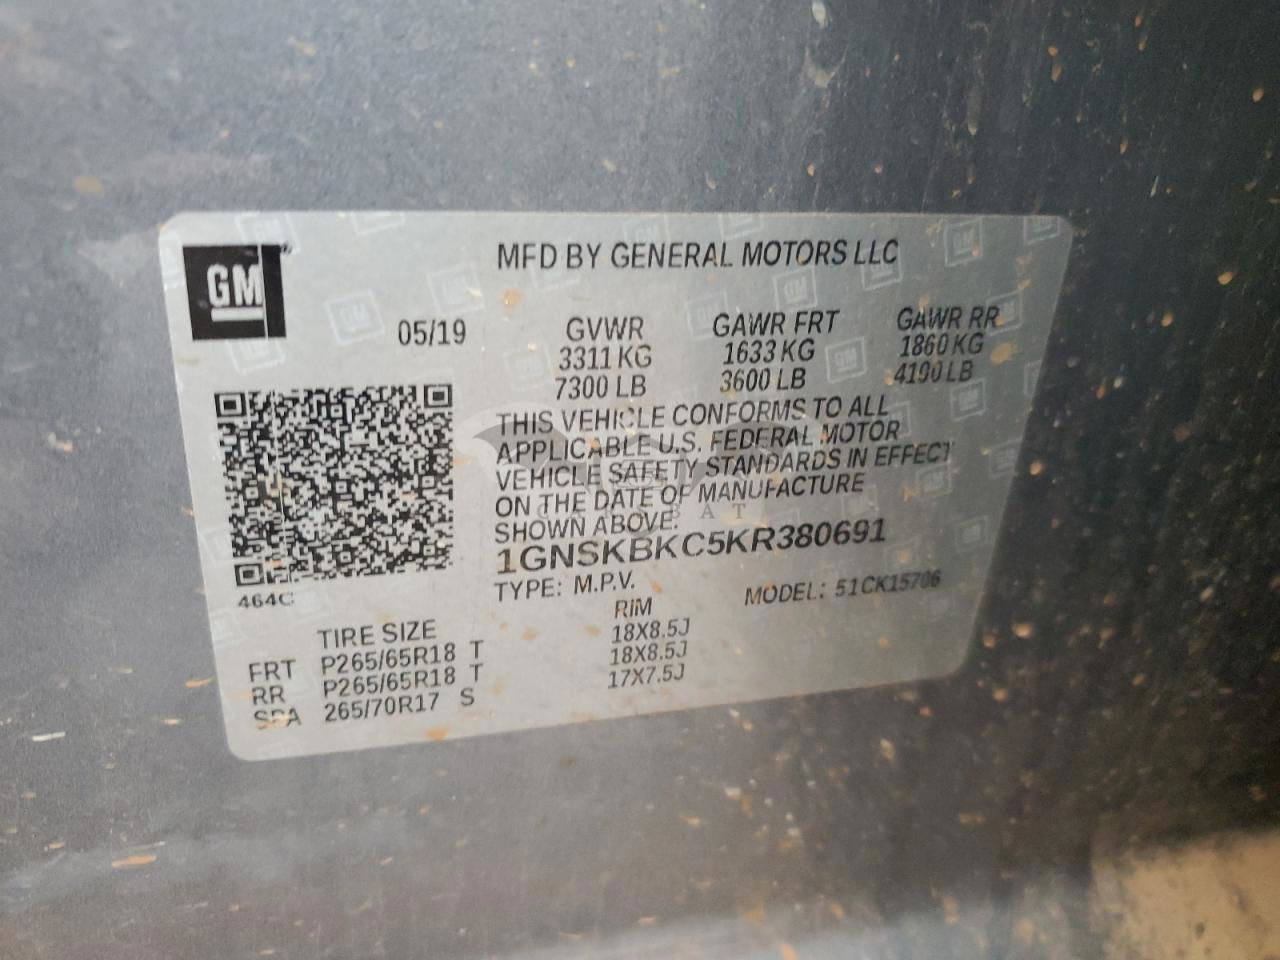 GM
MFD BY GENERAL MOTORS LLC
05/19
GVWR GAWR FRT GAWR RR
3311 KG 1633 KG 1860 KG
7300 LB 3600 LB 4100 LB
THIS VEHICLE CONFORMS TO ALL
APPLICABLE U.S. FEDERAL MOTOR
VEHICLE SAFETY STANDARDS IN EFFECT
ON THE DATE OF MANUFACTURE
SHOWN ABOVE.
1GNSKBKC5KR380691
TYPE: M.P.V. MODEL: 51CK15706
464C
TIRE SIZE RIM
FRT P265/65R18 T 18X8.5J
RR P265/65R18 T 18X8.5J
SPA 265/70R17 S 17X7.5J